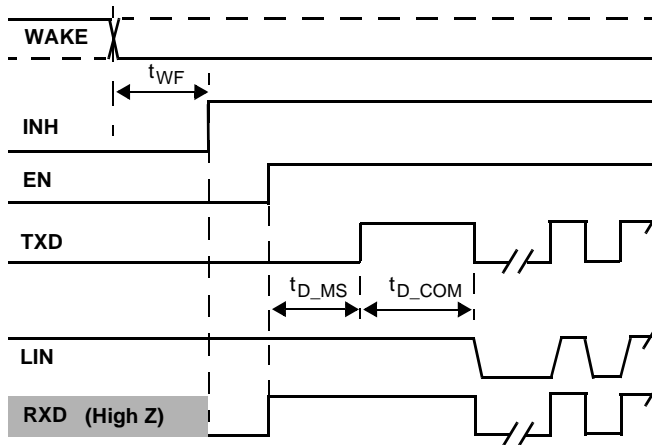 WAKE
tWF
INH
EN
TXD
tD_MS tD_COM
LIN
RXD (High Z)